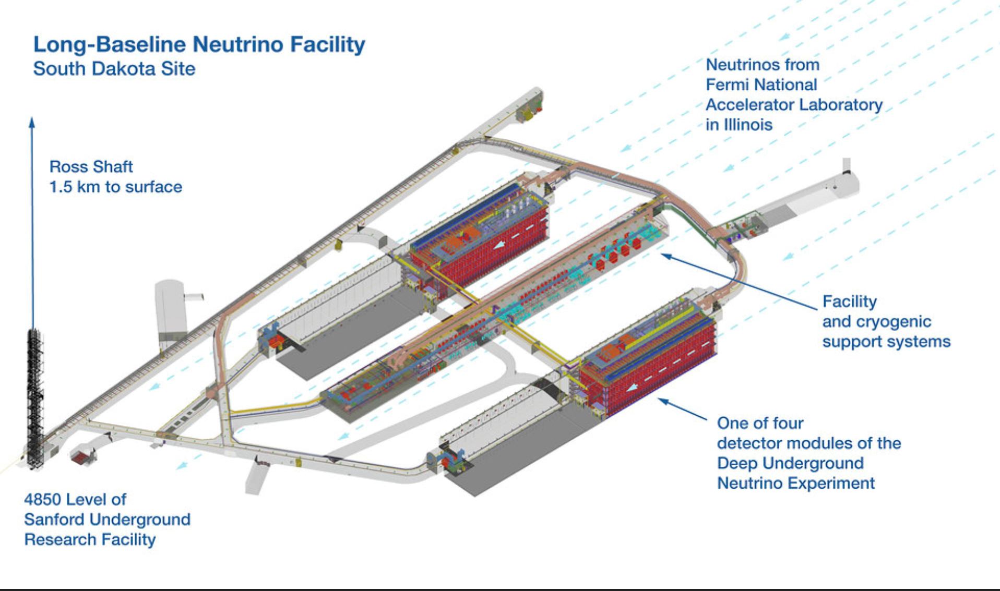 Long-Baseline Neutrino Facility
South Dakota Site
Neutrinos from
Fermi National
Accelerator Laboratory
in Illinois
Ross Shaft
1.5 km to surface
Facility
and cryogenic
support systems
One of four
detector modules of the
Deep Underground
Neutrino Experiment
4850 Level of
Sanford Underground
Research Facility